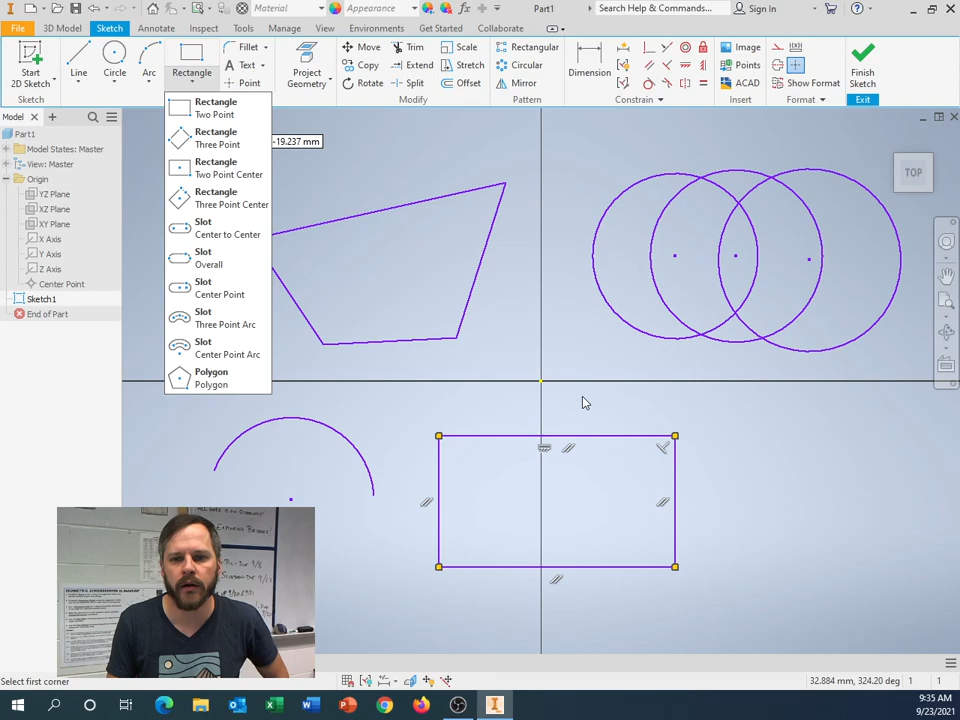 Material
Appearance
Part1
Search Help & Commands...
Sign In
File
3D Model
Sketch
Annotate
Inspect
Tools
Manage
View
Environments
Get Started
Collaborate
Start
2D Sketch
Line
Circle
Arc
Rectangle
Fillet
Text
Point
Project
Geometry
Move
Copy
Rotate
Trim
Extend
Split
Scale
Stretch
Offset
Rectangular
Circular
Mirror
Dimension
Image
Points
ACAD
Show Format
Finish
Sketch
Sketch
Modify
Pattern
Constrain
Insert
Format
Exit
Model
Part1
Model States: Master
View: Master
Origin
YZ Plane
XZ Plane
XY Plane
X Axis
Y Axis
Z Axis
Center Point
Sketch1
End of Part
Rectangle
Two Point
Rectangle
Three Point
Rectangle
Two Point Center
Rectangle
Three Point Center
Slot
Center to Center
Slot
Overall
Slot
Center Point
Slot
Three Point Arc
Slot
Center Point Arc
Polygon
Polygon
-19.237 mm
TOP
Select first corner
32.884 mm, 324.20 deg
1
1
9:35 AM
9/23/2021